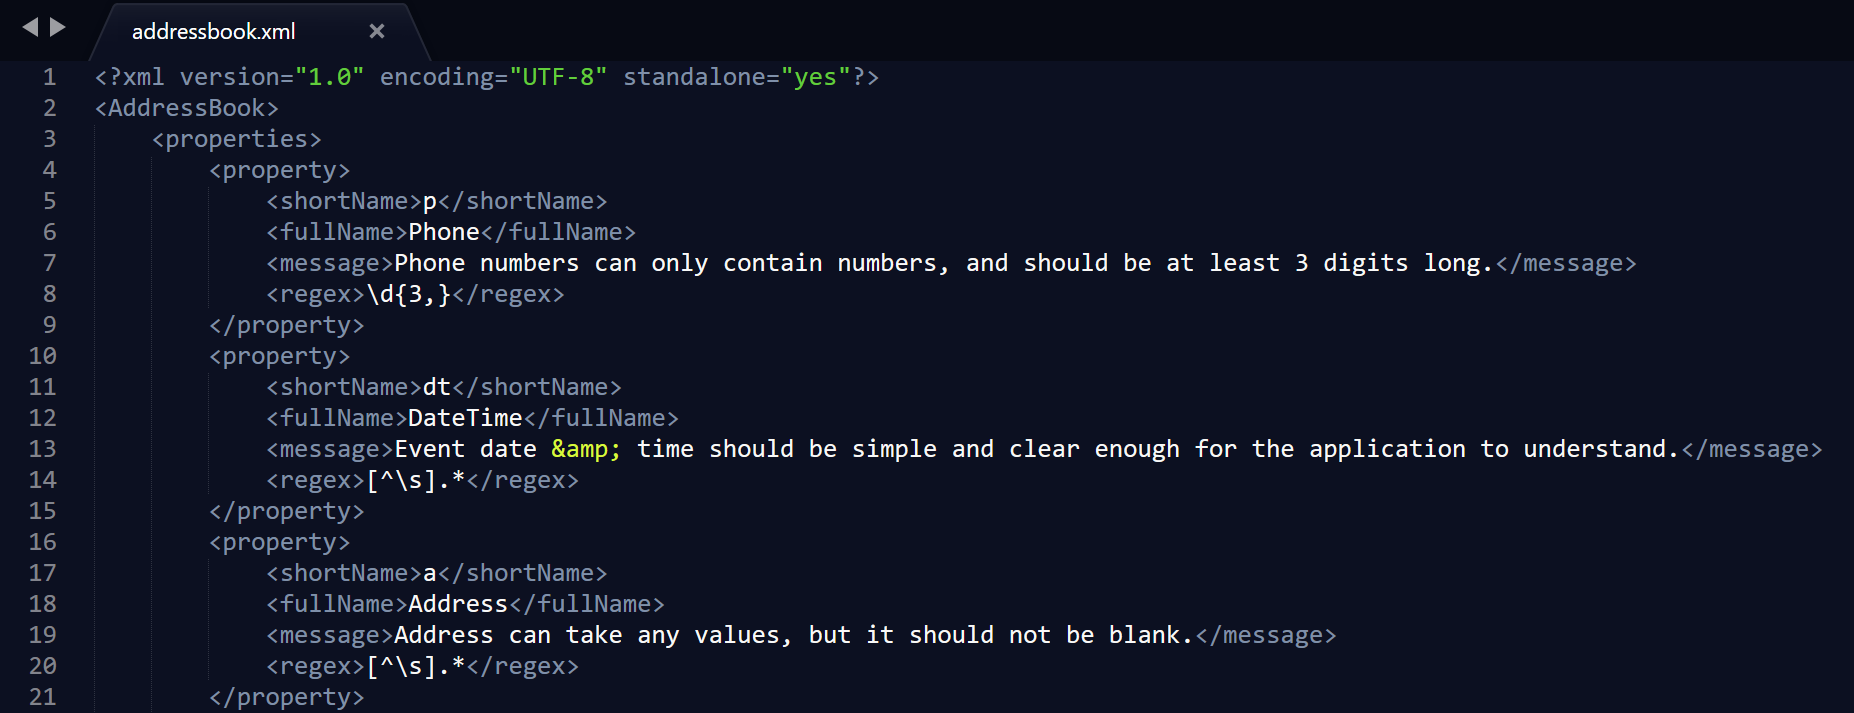 addressbook.xml ×
1 <?xml version="1.0" encoding="UTF-8" standalone="yes"?>
2 <AddressBook>
3 <properties>
4 <property>
5 <shortName>p</shortName>
6 <fullName>Phone</fullName>
7 <message>Phone numbers can only contain numbers, and should be at least 3 digits long.</message>
8 <regex>\d{3,}</regex>
9 </property>
10 <property>
11 <shortName>dt</shortName>
12 <fullName>DateTime</fullName>
13 <message>Event date &amp; time should be simple and clear enough for the application to understand.</message>
14 <regex>[^\s].*</regex>
15 </property>
16 <property>
17 <shortName>a</shortName>
18 <fullName>Address</fullName>
19 <message>Address can take any values, but it should not be blank.</message>
20 <regex>[^\s].*</regex>
21 </property>